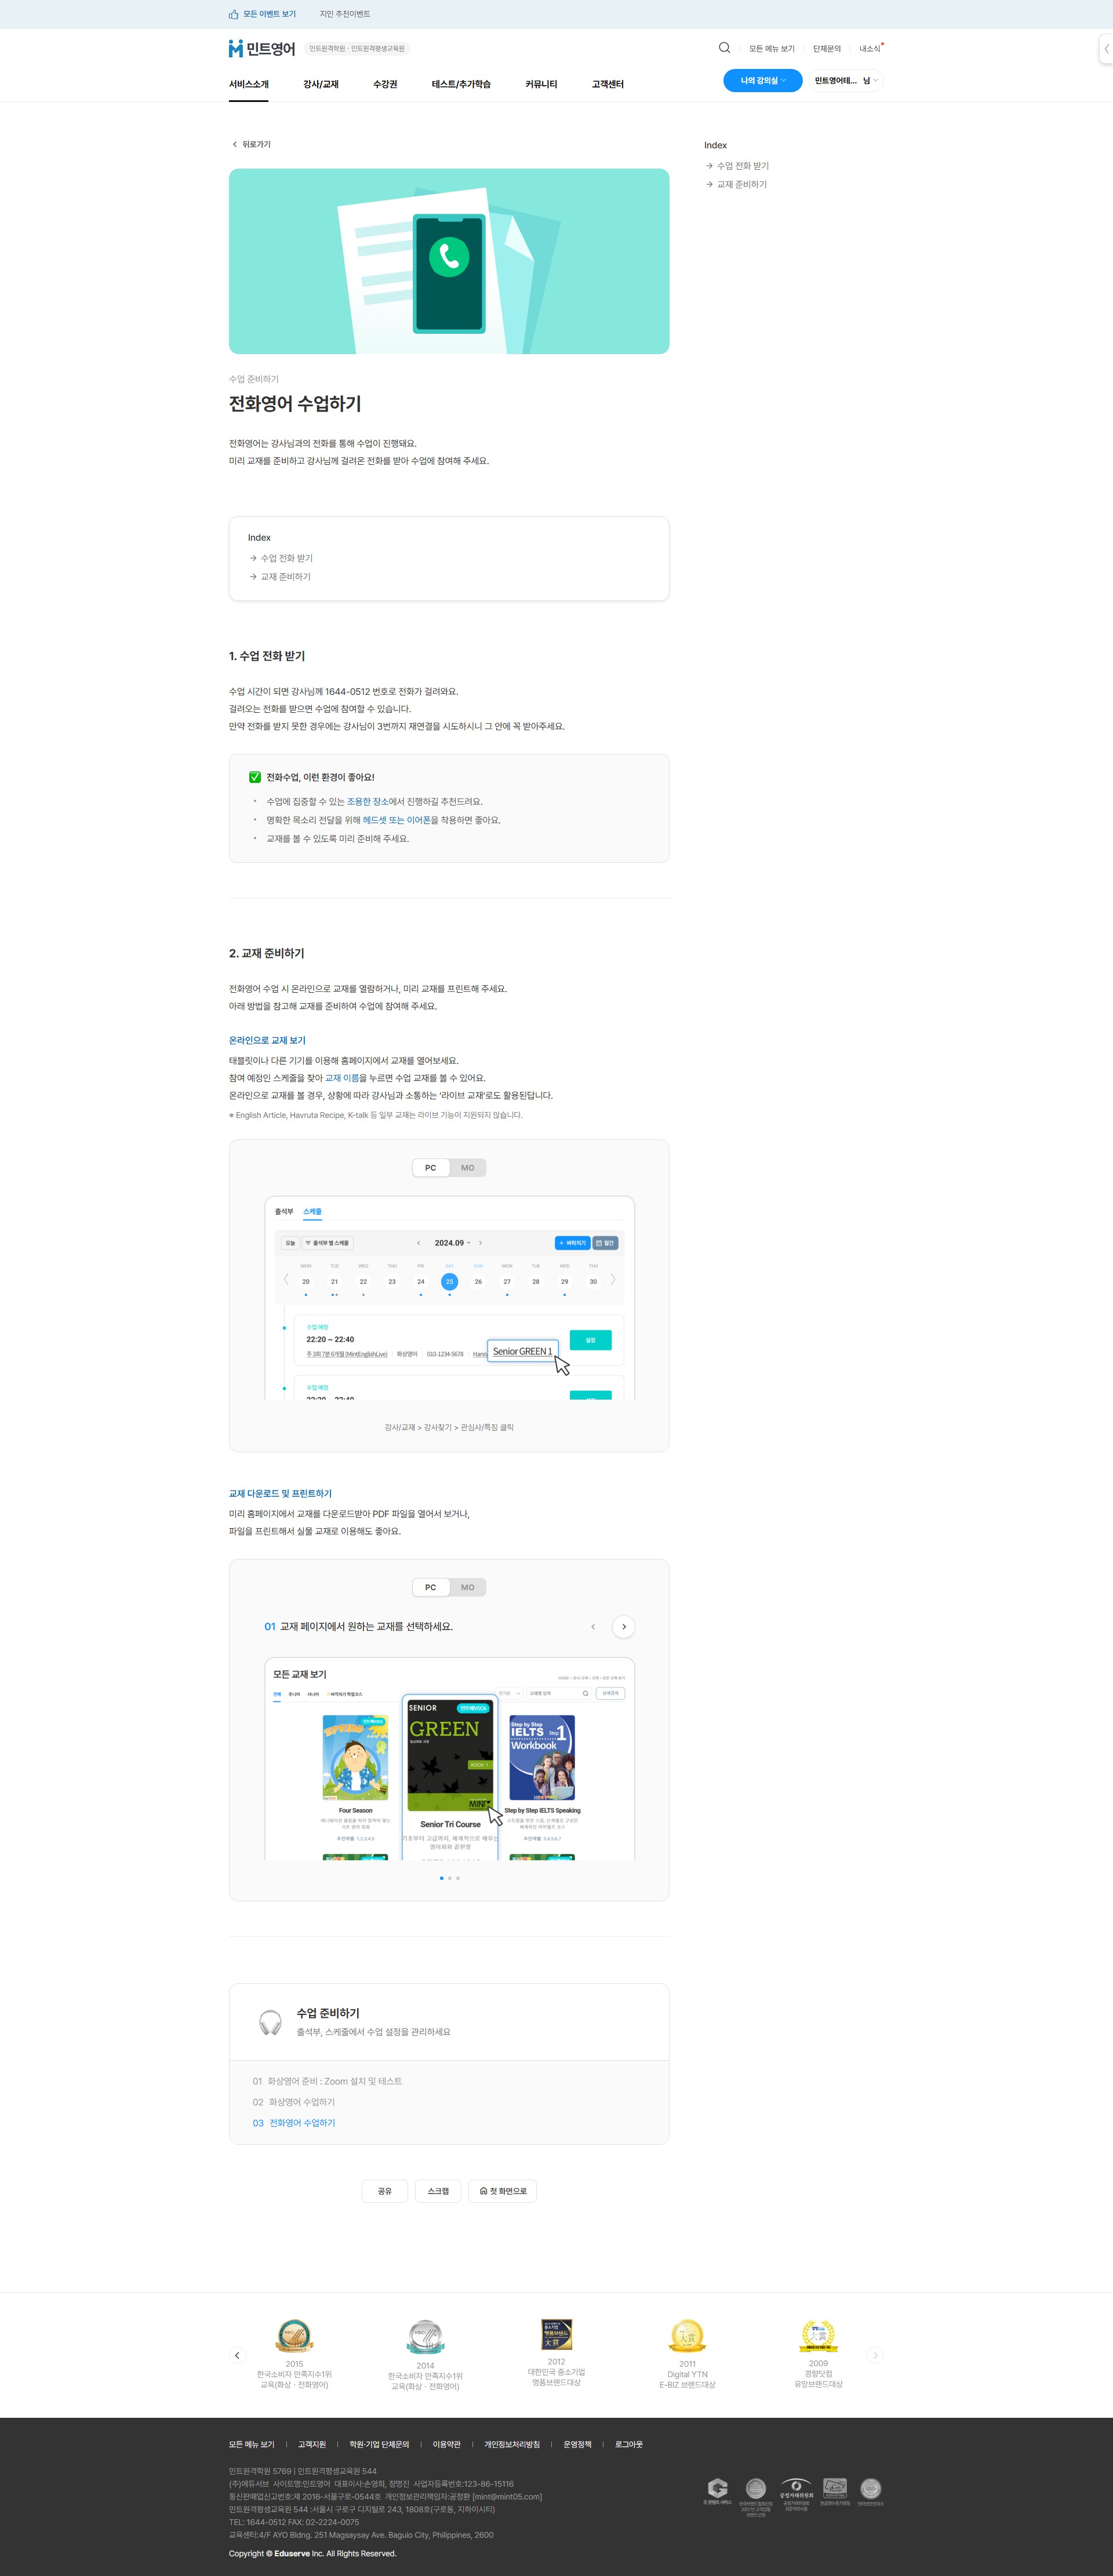 모든 이벤트 보기
지인 추천이벤트
민트영어
민트원격학원 · 민트원격평생교육원
모든 메뉴 보기
단체문의
내소식
서비스소개
강사/교재
수강권
테스트/추가학습
커뮤니티
고객센터
나의 강의실
민트영어테... 님
뒤로가기
Index
수업 전화 받기
교재 준비하기
수업 준비하기
전화영어 수업하기
전화영어는 강사님과의 전화를 통해 수업이 진행돼요.
미리 교재를 준비하고 강사님께 걸려온 전화를 받아 수업에 참여해 주세요.
Index
수업 전화 받기
교재 준비하기
1. 수업 전화 받기
수업 시간이 되면 강사님께 1644-0512 번호로 전화가 걸려와요.
걸려오는 전화를 받으면 수업에 참여할 수 있습니다.
만약 전화를 받지 못한 경우에는 강사님이 3번까지 재연결을 시도하시니 그 안에 꼭 받아주세요.
전화수업, 이런 환경이 좋아요!
수업에 집중할 수 있는 조용한 장소에서 진행하길 추천드려요.
명확한 목소리 전달을 위해 헤드셋 또는 이어폰을 착용하면 좋아요.
교재를 볼 수 있도록 미리 준비해 주세요.
2. 교재 준비하기
전화영어 수업 시 온라인으로 교재를 열람하거나, 미리 교재를 프린트해 주세요.
아래 방법을 참고해 교재를 준비하여 수업에 참여해 주세요.
온라인으로 교재 보기
태블릿이나 다른 기기를 이용해 홈페이지에서 교재를 열어보세요.
참여 예정인 스케줄을 찾아 교재 이름을 누르면 수업 교재를 볼 수 있어요.
온라인으로 교재를 볼 경우, 상황에 따라 강사님과 소통하는 '라이브 교재'로도 활용된답니다.
※ English Article, Havruta Recipe, K-talk 등 일부 교재는 라이브 기능이 지원되지 않습니다.
PC MO
출석부 스케줄
오늘 출석부 별 스케줄 2024.09 + 벼락치기 월간
MON TUE WED THU FRI SAT SUN MON TUE WED THU
20 21 22 23 24 25 26 27 28 29 30
수업 예정
22:20 ~ 22:40
주 3회 7분 6개월 (MintEnglishLive) 화상영어 010-1234-5678
Senior GREEN 1
설정
수업 예정
강사/교재 > 강사찾기 > 관심사/특징 클릭
교재 다운로드 및 프린트하기
미리 홈페이지에서 교재를 다운로드받아 PDF 파일을 열어서 보거나,
파일을 프린트해서 실물 교재로 이용해도 좋아요.
PC MO
01 교재 페이지에서 원하는 교재를 선택하세요.
모든 교재 보기
전체 주니어 시니어
교재명 입력
상세검색
SENIOR
GREEN
BOOK 1
MINT
Step by Step
IELTS
Workbook
Step 1
Four Season
Senior Tri Course
Step by Step IELTS Speaking
기초부터 고급까지, 체계적으로 배우는
영어회화 끝판왕
수업 준비하기
출석부, 스케줄에서 수업 설정을 관리하세요
01 화상영어 준비 : Zoom 설치 및 테스트
02 화상영어 수업하기
03 전화영어 수업하기
공유
스크랩
첫 화면으로
2015
한국소비자 만족지수1위
교육(화상 · 전화영어)
2014
한국소비자 만족지수1위
교육(화상 · 전화영어)
2012
대한민국 중소기업
명품브랜드대상
2011
Digital YTN
E-BIZ 브랜드대상
2009
경향닷컴
유망브랜드대상
모든 메뉴 보기 | 고객지원 | 학원·기업 단체문의 | 이용약관 | 개인정보처리방침 | 운영정책 | 로그아웃
민트원격학원 5769 | 민트원격평생교육원 544
(주)에듀서브 사이트명:민트영어 대표이사:손영희, 정명진 사업자등록번호:123-86-15116
통신판매업신고번호:제 2016-서울구로-0544호 개인정보관리책임자:공정환 [mint@mint05.com]
민트원격평생교육원 544 :서울시 구로구 디지털로 243, 1808호(구로동, 지하이시티)
TEL: 1644-0512 FAX: 02-2224-0075
교육센터:4/F AYO Bldng. 251 Magsaysay Ave. Baguio City, Philippines, 2600
Copyright © Eduserve Inc. All Rights Reserved.